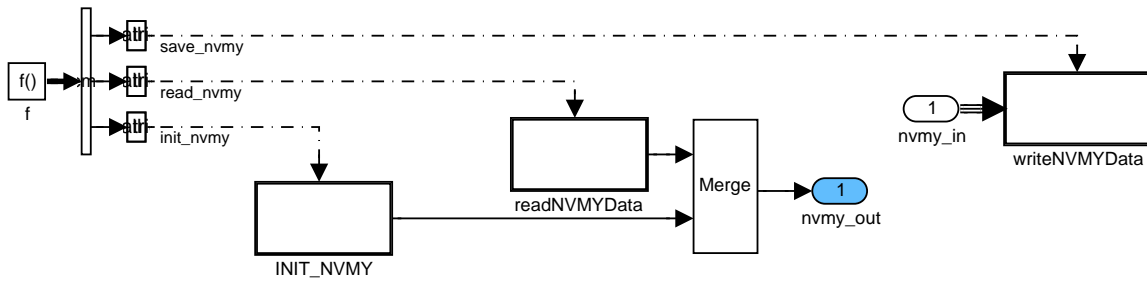 save_nvmy
f()
f
read_nvmy
init_nvmy
1
nvmy_in
writeNVMYData
readNVMYData
Merge
1
nvmy_out
INIT_NVMY